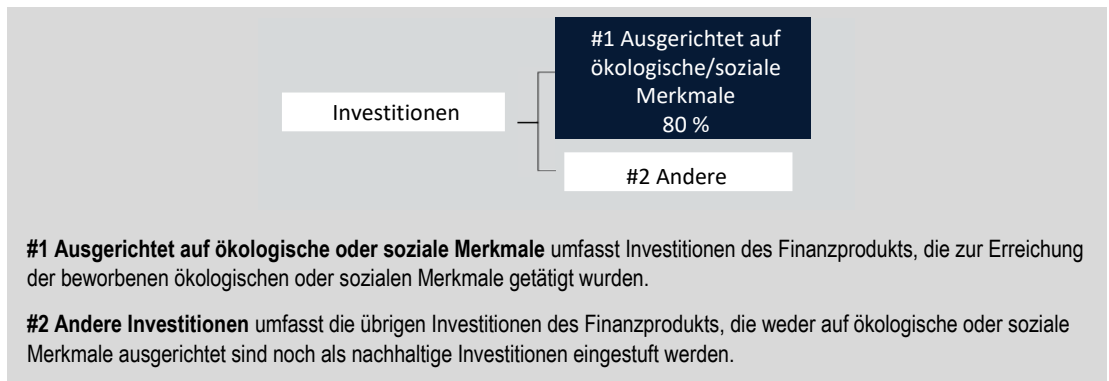 #1 Ausgerichtet auf
ökologische/soziale
Merkmale
80 %
Investitionen
#2 Andere
#1 Ausgerichtet auf ökologische oder soziale Merkmale umfasst Investitionen des Finanzprodukts, die zur Erreichung
der beworbenen ökologischen oder sozialen Merkmale getätigt wurden.
#2 Andere Investitionen umfasst die übrigen Investitionen des Finanzprodukts, die weder auf ökologische oder soziale
Merkmale ausgerichtet sind noch als nachhaltige Investitionen eingestuft werden.